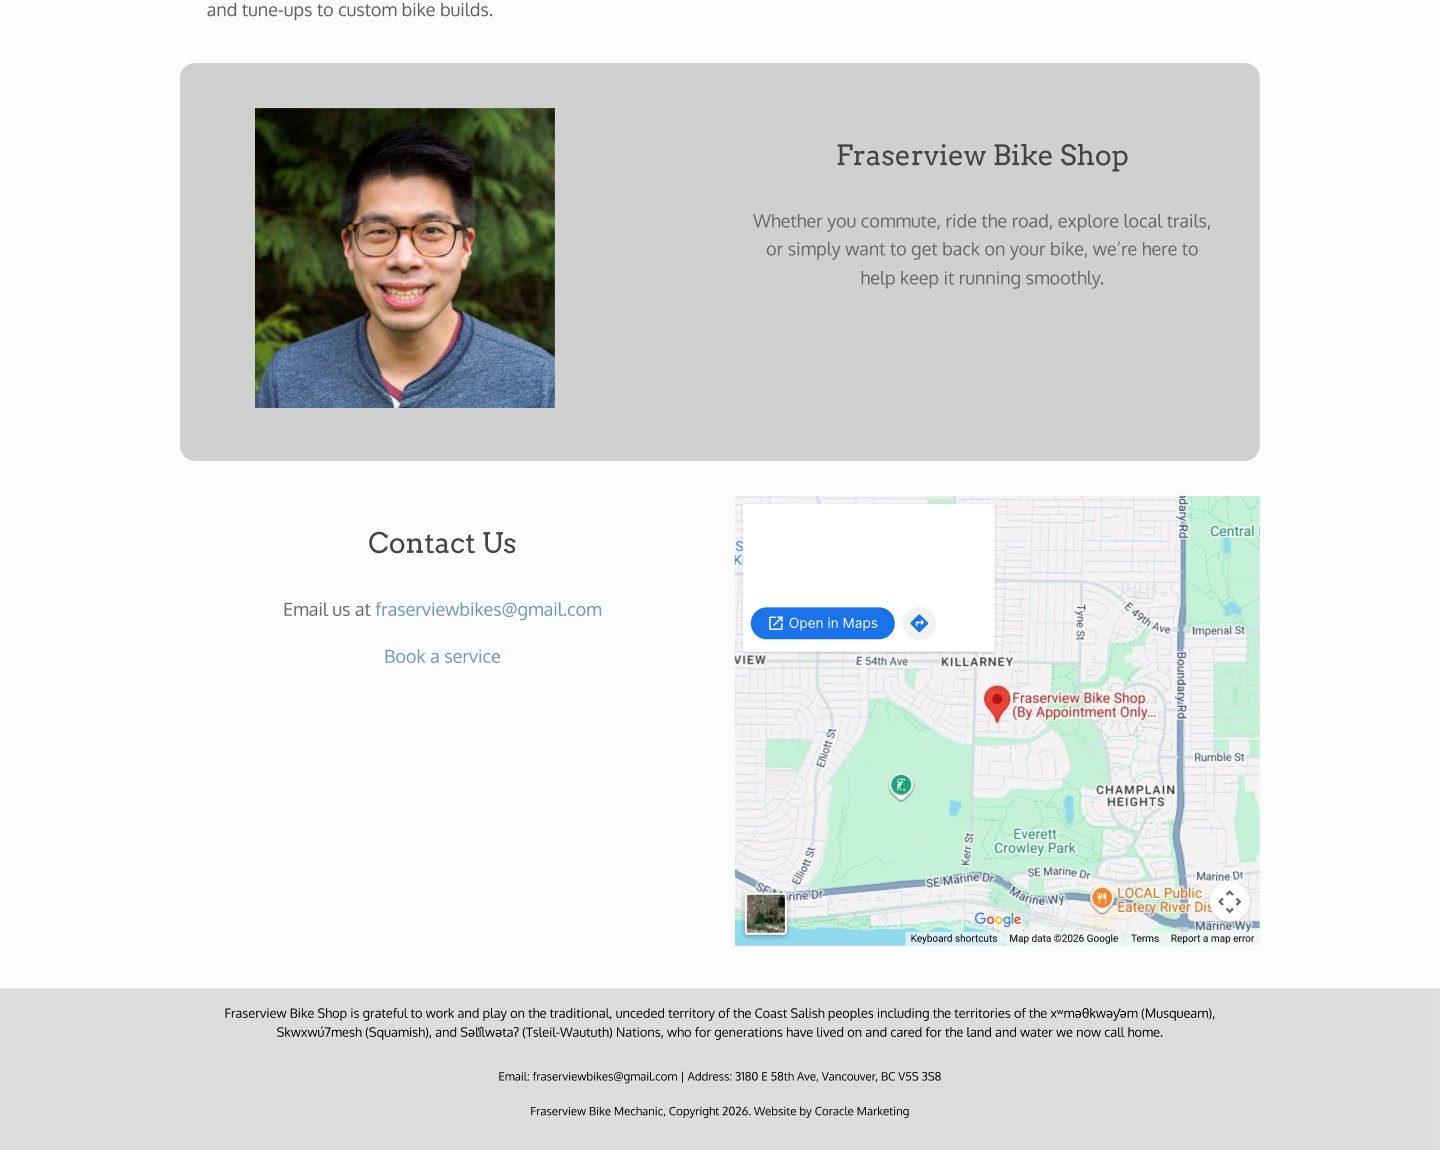 and tune-ups to custom bike builds.
Fraserview Bike Shop
Whether you commute, ride the road, explore local trails,
or simply want to get back on your bike, we’re here to
help keep it running smoothly.
Contact Us
Email us at fraserviewbikes@gmail.com
Book a service
Open in Maps
Central
Tyne St
E 49th Ave
Imperial St
Boundary Rd
VIEW
E 54th Ave
KILLARNEY
Fraserview Bike Shop
(By Appointment Only...
Boundary Rd
Elliott St
Rumble St
CHAMPLAIN
HEIGHTS
Everett
Crowley Park
Kerr St
Elliott St
SE Marine Dr
SE Marine Dr
SE Marine Dr
Marine Wy
Marine Dr
LOCAL Public
Eatery River Dis
Marine Wy
Google
Keyboard shortcuts
Map data ©2026 Google
Terms
Report a map error
Fraserview Bike Shop is grateful to work and play on the traditional, unceded territory of the Coast Salish peoples including the territories of the xʷməθkwəy̓əm (Musqueam),
Skwxwú7mesh (Squamish), and Səl̓ílwətaʔ (Tsleil-Waututh) Nations, who for generations have lived on and cared for the land and water we now call home.
Email: fraserviewbikes@gmail.com | Address: 3180 E 58th Ave, Vancouver, BC V5S 3S8
Fraserview Bike Mechanic, Copyright 2026. Website by Coracle Marketing